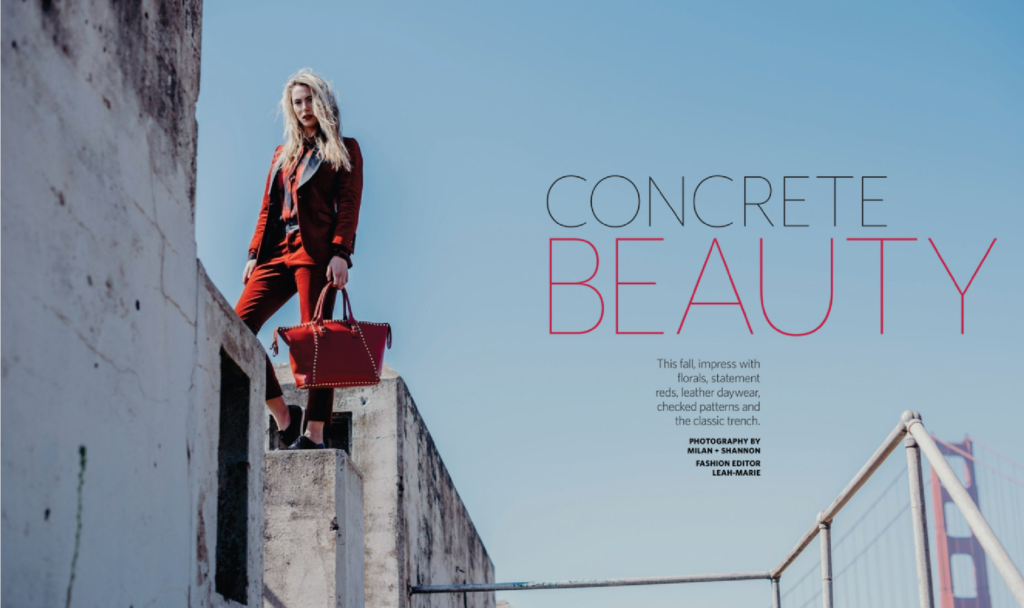 CONCRETE
BEAUTY
This fall, impress with
florals, statement
reds, leather daywear,
checked patterns and
the classic trench.
PHOTOGRAPHY BY
MILAN + SHANNON
FASHION EDITOR
LEAH-MARIE